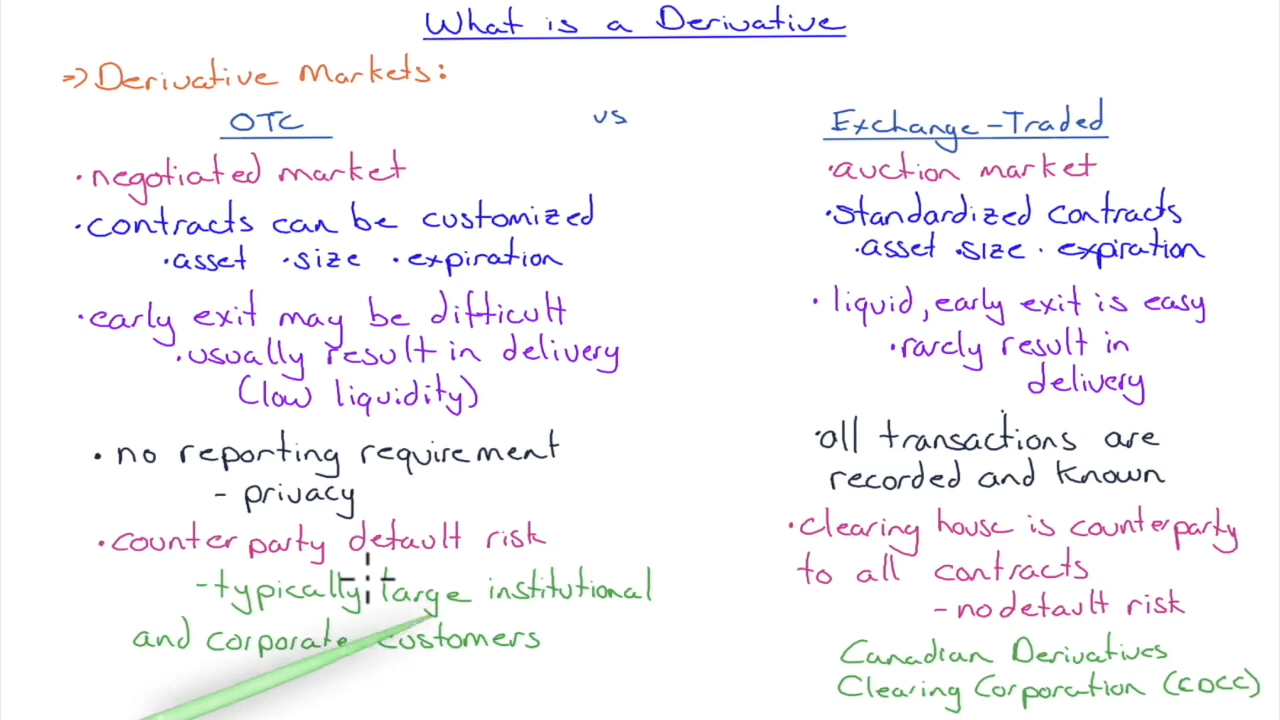 What is a Derivative
=> Derivative Markets:
OTC
vs
Exchange-Traded
• negotiated market
• contracts can be customized
• asset • size • expiration
• early exit may be difficult
• usually result in delivery
(low liquidity)
• no reporting requirement
- privacy
• counterparty default risk
- typically large institutional
and corporate customers
• auction market
• standardized contracts
• asset • size • expiration
• liquid, early exit is easy
• rarely result in
delivery
• all transactions are
recorded and known
• clearing house is counterparty
to all contracts
- no default risk
Canadian Derivatives
Clearing Corporation (CDCC)